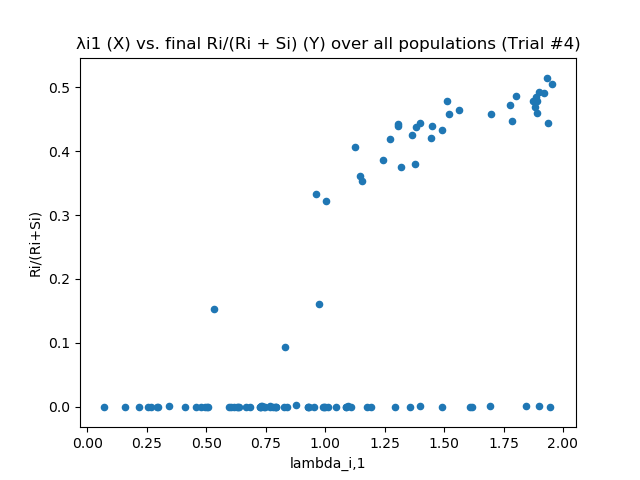 λi1 (X) vs. final Ri/(Ri + Si) (Y) over all populations (Trial #4)
0.5
0.4
0.3
0.2
0.1
0.0
Ri/(Ri+Si)
0.00 0.25 0.50 0.75 1.00 1.25 1.50 1.75 2.00
lambda_i,1